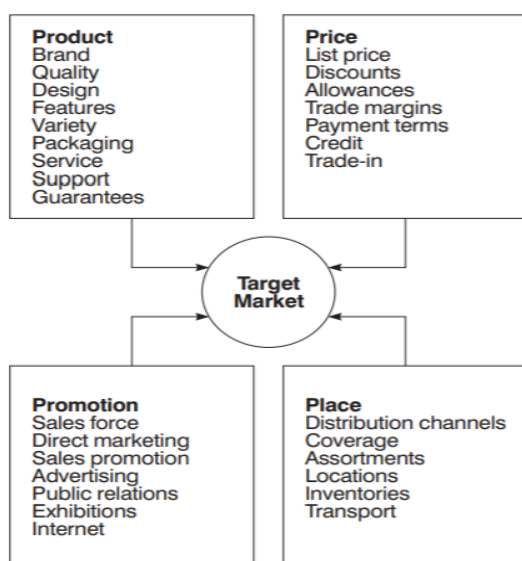 Product
Brand
Quality
Design
Features
Variety
Packaging
Service
Support
Guarantees
Price
List price
Discounts
Allowances
Trade margins
Payment terms
Credit
Trade-in
Target
Market
Promotion
Sales force
Direct marketing
Sales promotion
Advertising
Public relations
Exhibitions
Internet
Place
Distribution channels
Coverage
Assortments
Locations
Inventories
Transport